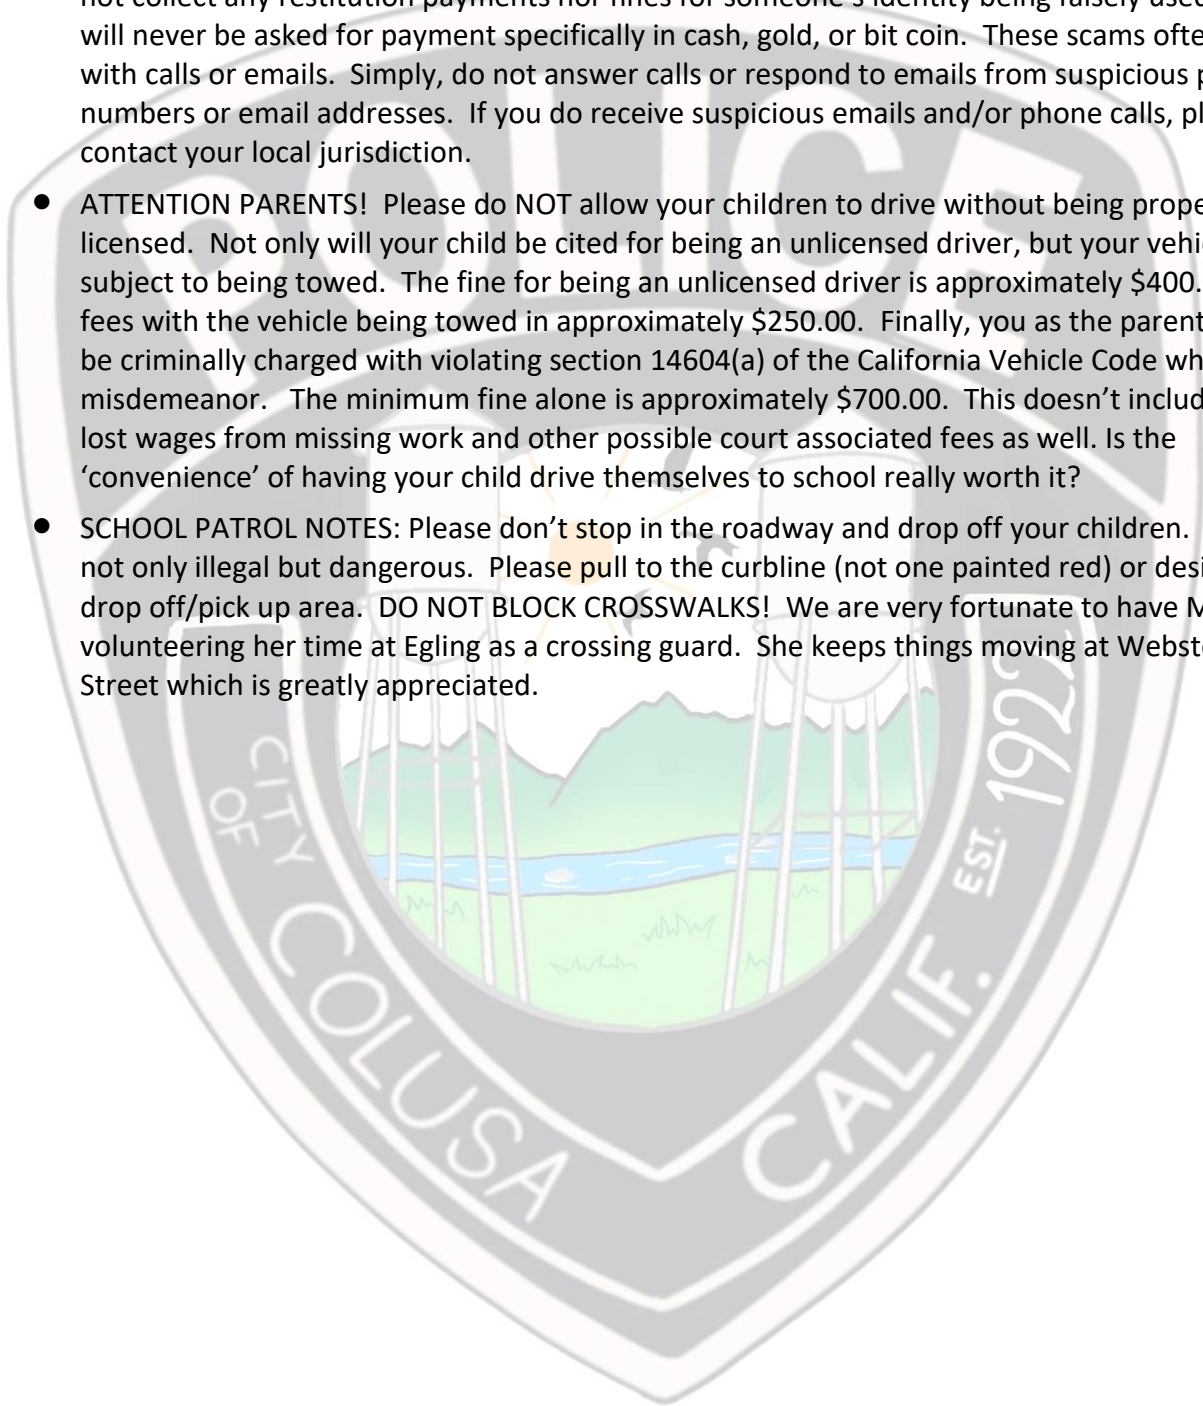 not collect any restitution payments nor fines for someone's identity being falsely used
will never be asked for payment specifically in cash, gold, or bit coin.  These scams ofte
with calls or emails.  Simply, do not answer calls or respond to emails from suspicious p
numbers or email addresses.  If you do receive suspicious emails and/or phone calls, pl
contact your local jurisdiction.
• ATTENTION PARENTS!  Please do NOT allow your children to drive without being prope
licensed.  Not only will your child be cited for being an unlicensed driver, but your vehi
subject to being towed.  The fine for being an unlicensed driver is approximately $400.
fees with the vehicle being towed in approximately $250.00.  Finally, you as the parent
be criminally charged with violating section 14604(a) of the California Vehicle Code wh
misdemeanor.   The minimum fine alone is approximately $700.00.  This doesn't includ
lost wages from missing work and other possible court associated fees as well. Is the
‘convenience’ of having your child drive themselves to school really worth it?
• SCHOOL PATROL NOTES: Please don't stop in the roadway and drop off your children.
not only illegal but dangerous.  Please pull to the curbline (not one painted red) or desi
drop off/pick up area.  DO NOT BLOCK CROSSWALKS!  We are very fortunate to have M
volunteering her time at Egling as a crossing guard.  She keeps things moving at Webste
Street which is greatly appreciated.
POLICE
CITY
OF
COLUSA
CALIF.
EST.
1922